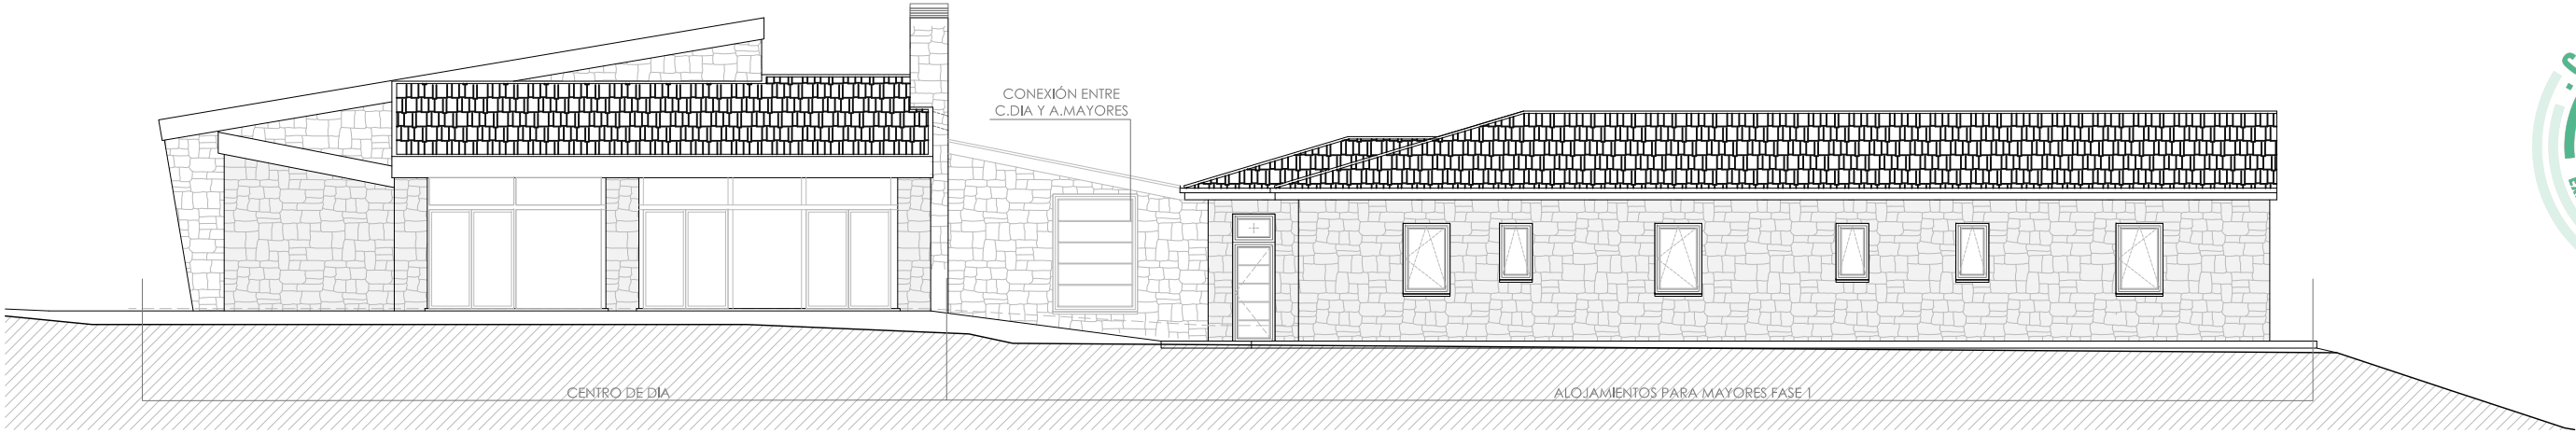 CONEXIÓN ENTRE
C.DIA Y A.MAYORES
CENTRO DE DIA
ALOJAMIENTOS PARA MAYORES FASE 1